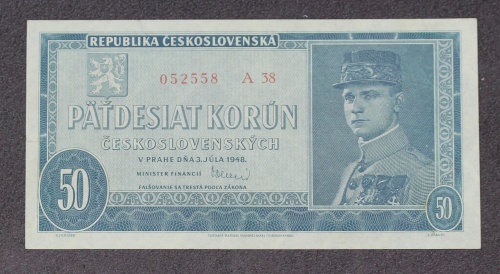 REPUBLIKA ČESKOSLOVENSKÁ
052558 A 38
PÄŤDESIAT KORÚN
ČESKOSLOVENSKÝCH
V PRAHE DŇA 3. JÚLA 1948.
MINISTER FINANCIÍ
FALŠOVANIE SA TRESTÁ PODĽA ZÁKONA
50
50